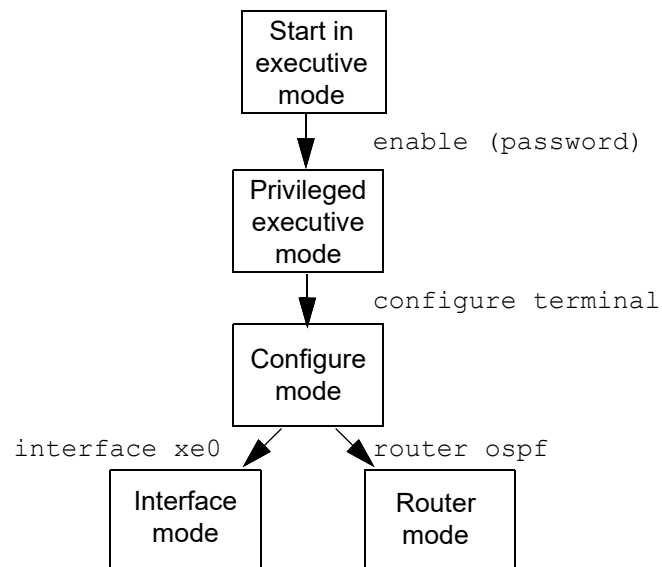 Start in
executive
mode
enable (password)
Privileged
executive
mode
configure terminal
Configure
mode
interface xe0
router ospf
Interface
mode
Router
mode